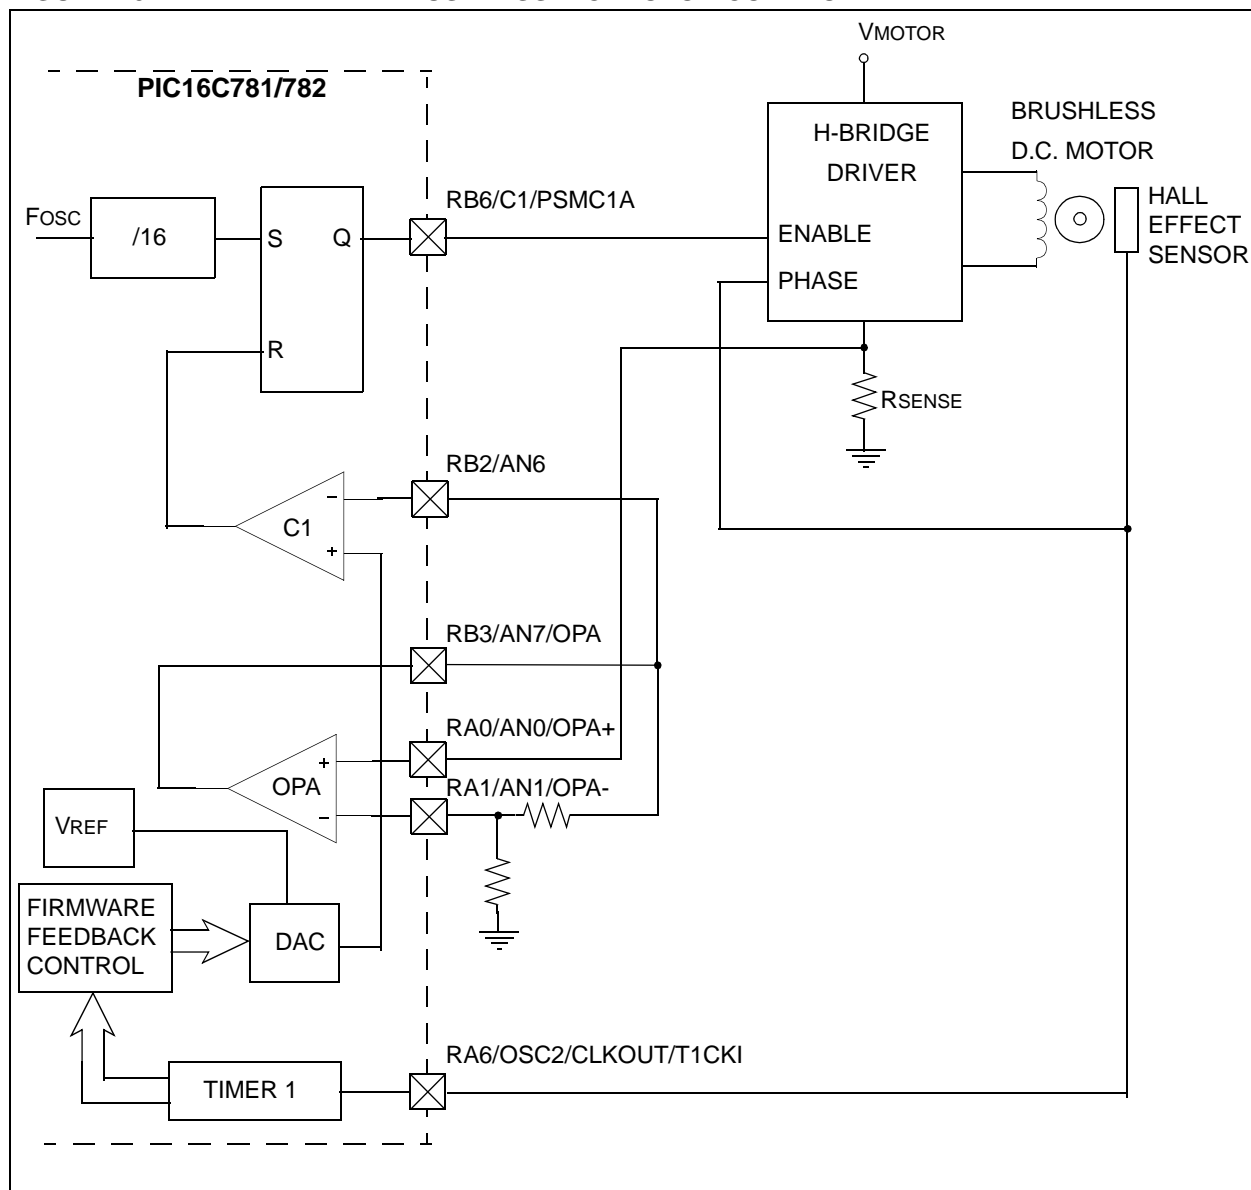 VMOTOR
PIC16C781/782
H-BRIDGE
DRIVER
ENABLE
PHASE
BRUSHLESS
D.C. MOTOR
HALL
EFFECT
SENSOR
RB6/C1/PSMC1A
FOSC
/16
S
Q
R
RSENSE
RB2/AN6
−
C1
+
RB3/AN7/OPA
RA0/AN0/OPA+
+
OPA
−
RA1/AN1/OPA-
VREF
FIRMWARE
FEEDBACK
CONTROL
DAC
RA6/OSC2/CLKOUT/T1CKI
TIMER 1